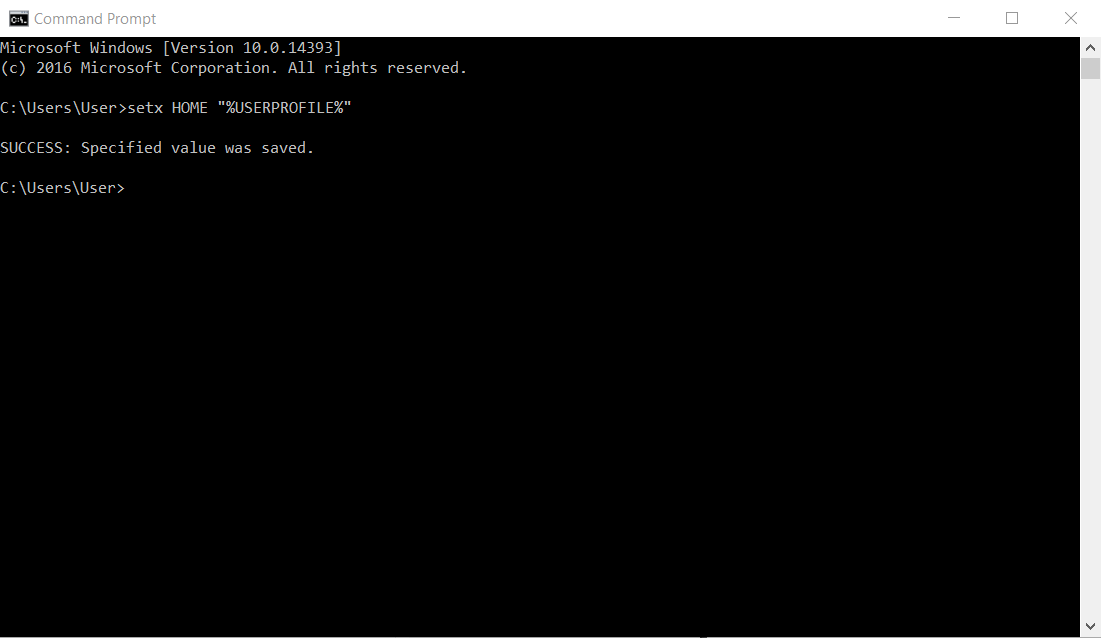 Command Prompt
Microsoft Windows [Version 10.0.14393]
(c) 2016 Microsoft Corporation. All rights reserved.
C:\Users\User>setx HOME "%USERPROFILE%"
SUCCESS: Specified value was saved.
C:\Users\User>